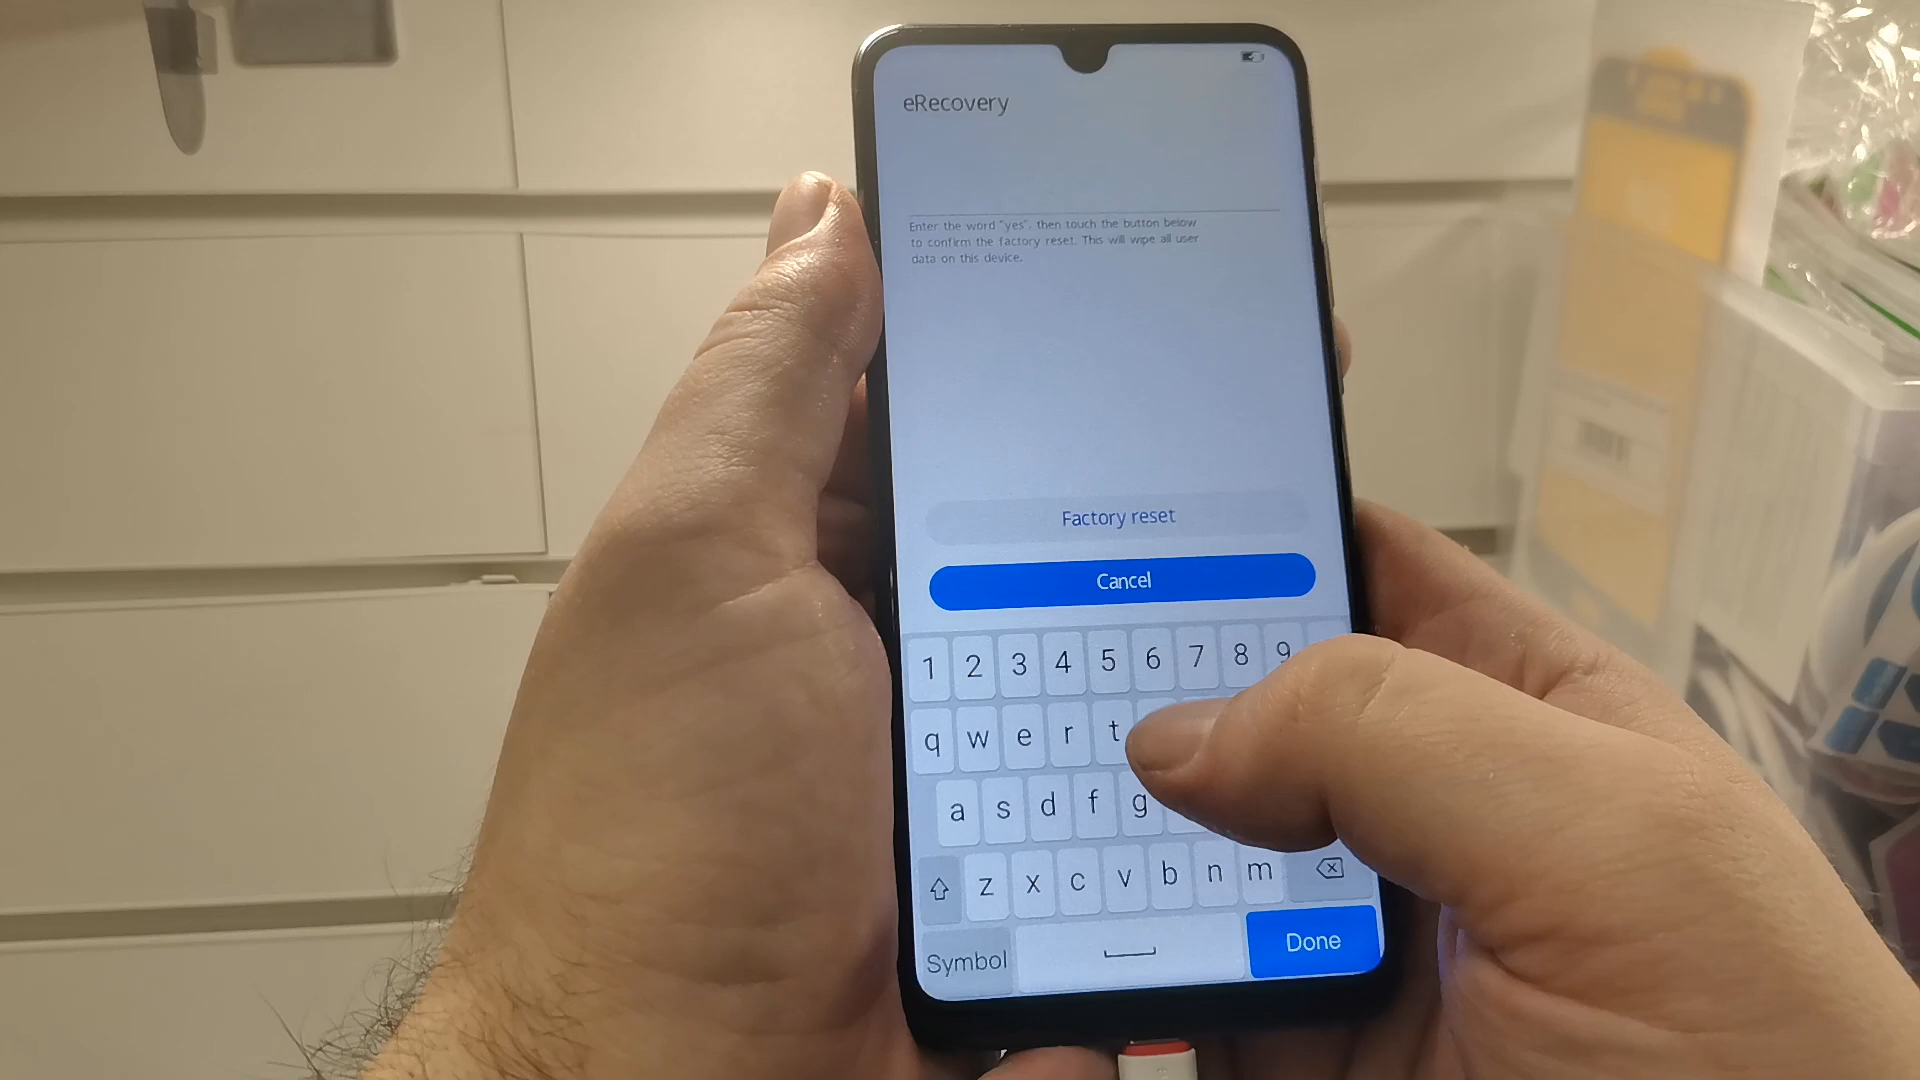 eRecovery
Enter the word "yes", then touch the button below
to confirm the factory reset. This will wipe all user
data on this device.
Factory reset
Cancel
1 2 3 4 5 6 7 8 9
q w e r t
a s d f g
z x c v b n m
Symbol Done